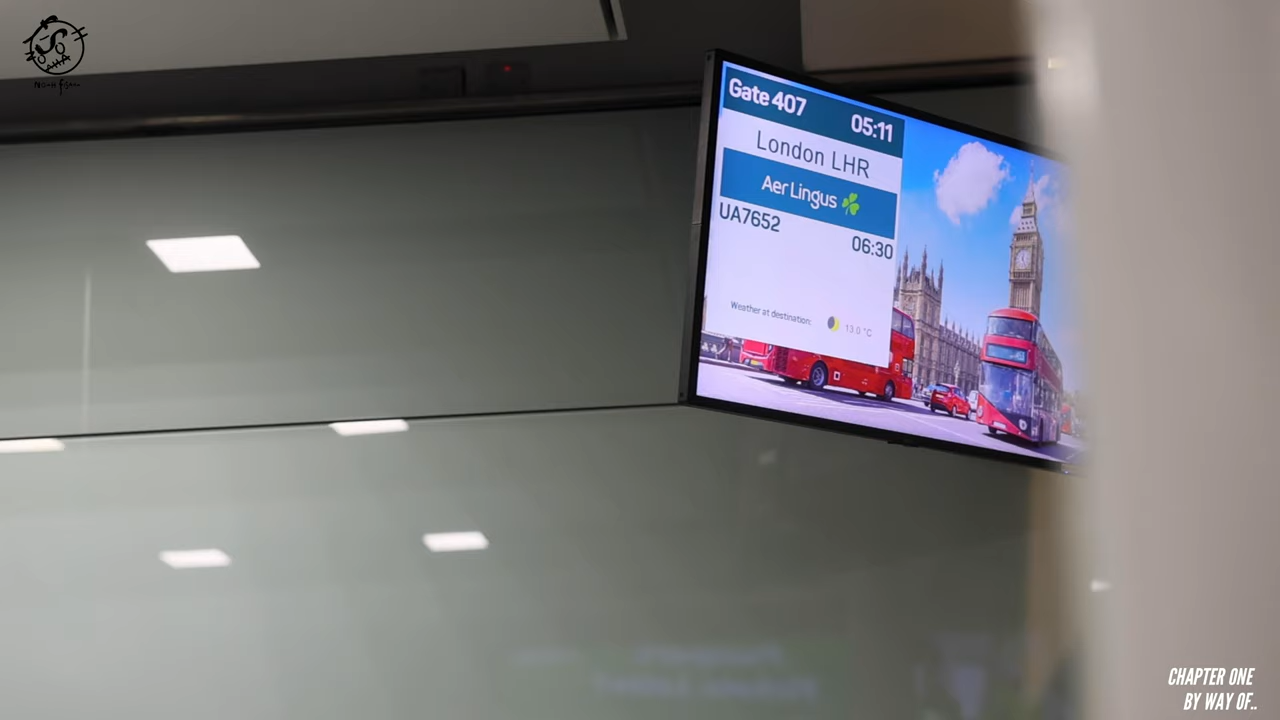 Gate 407
05:11
London LHR
Aer Lingus
UA7652
06:30
Weather at destination:
13.0 °C
CHAPTER ONE
BY WAY OF..